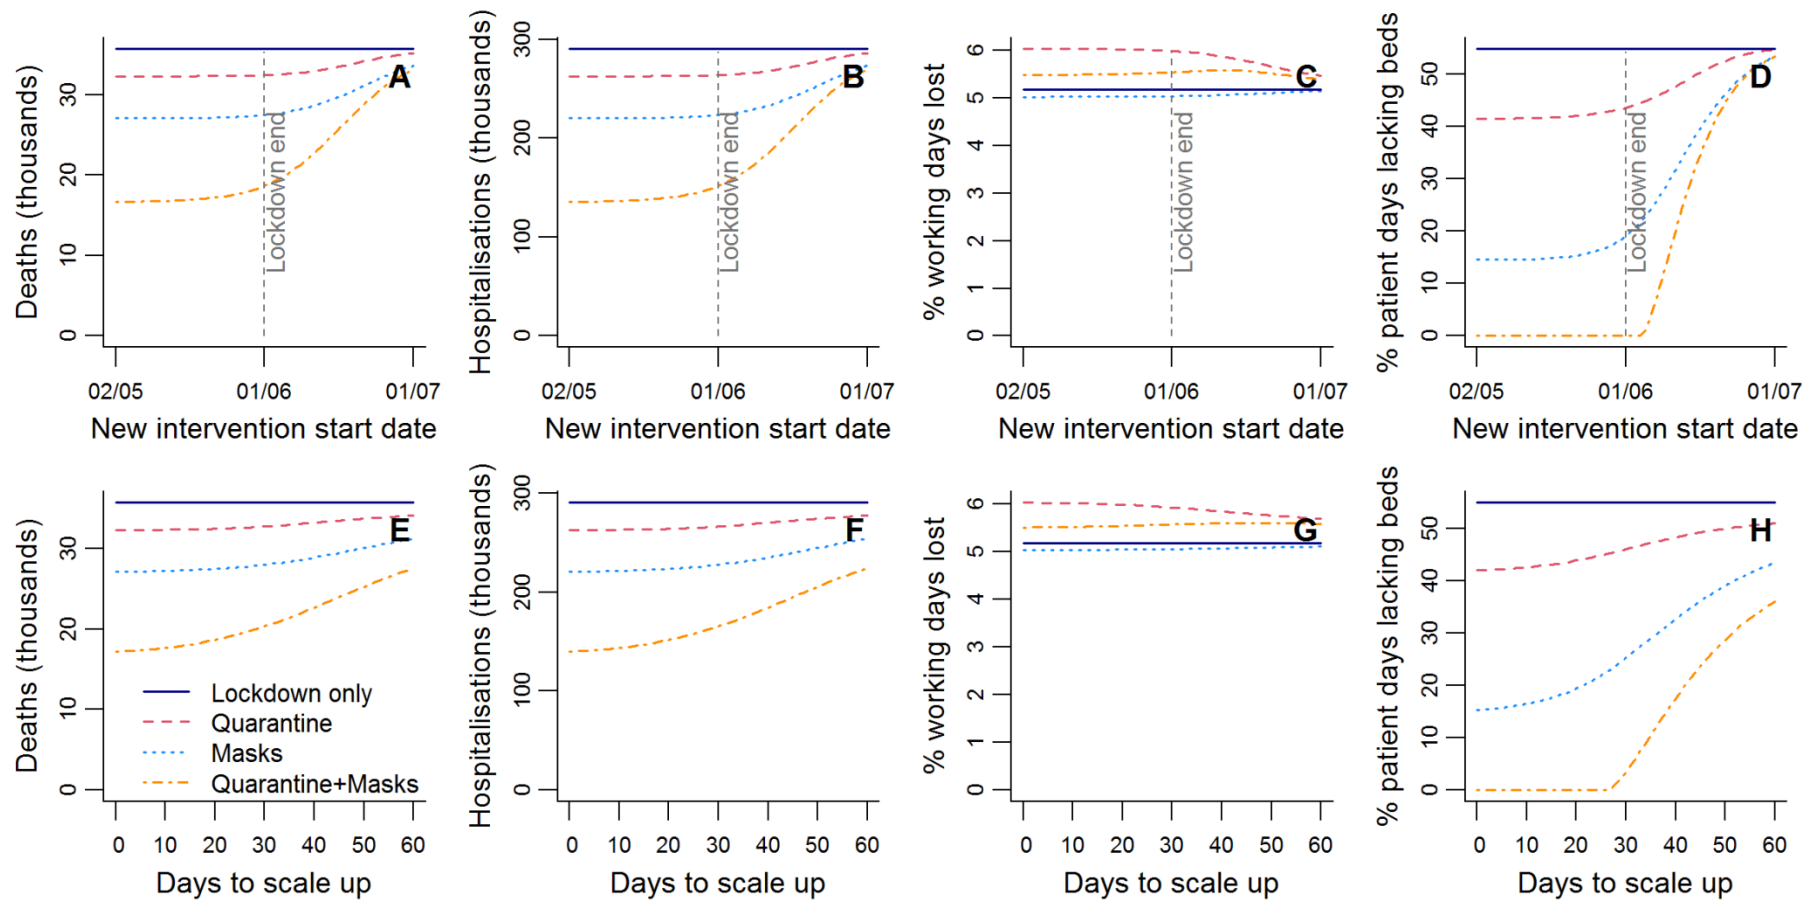 Deaths (thousands)
0
10
20
30
A
Lockdown end
02/05
01/06
01/07
New intervention start date
Hospitalisations (thousands)
0
100
200
300
B
Lockdown end
02/05
01/06
01/07
New intervention start date
% working days lost
0
1
2
3
4
5
6
C
Lockdown end
02/05
01/06
01/07
New intervention start date
% patient days lacking beds
0
10
20
30
40
50
D
Lockdown end
02/05
01/06
01/07
New intervention start date
Deaths (thousands)
0
10
20
30
E
Lockdown only
Quarantine
Masks
Quarantine+Masks
0 10 20 30 40 50 60
Days to scale up
Hospitalisations (thousands)
0
100
200
300
F
0 10 20 30 40 50 60
Days to scale up
% working days lost
0
1
2
3
4
5
6
G
0 10 20 30 40 50 60
Days to scale up
% patient days lacking beds
0
10
20
30
40
50
H
0 10 20 30 40 50 60
Days to scale up